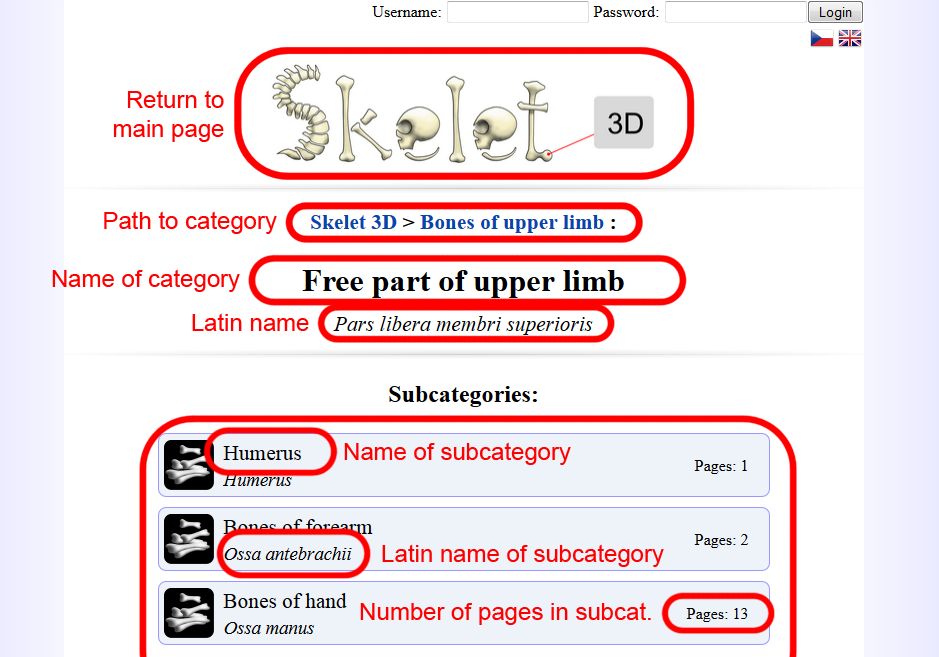 Username: Password: Login
Return to
main page
Skelet 3D
Path to category Skelet 3D > Bones of upper limb :
Name of category Free part of upper limb
Latin name Pars libera membri superioris
Subcategories:
Humerus Name of subcategory
Humerus
Pages: 1
Bones of forearm
Pages: 2
Ossa antebrachii Latin name of subcategory
Bones of hand
Number of pages in subcat. Pages: 13
Ossa manus